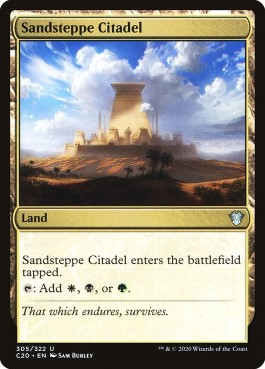 Sandsteppe Citadel
Land
Sandsteppe Citadel enters the battlefield
tapped.
: Add , , or .
That which endures, survives.
305/322 U
C20 • EN Sam Burley
™ & © 2020 Wizards of the Coast